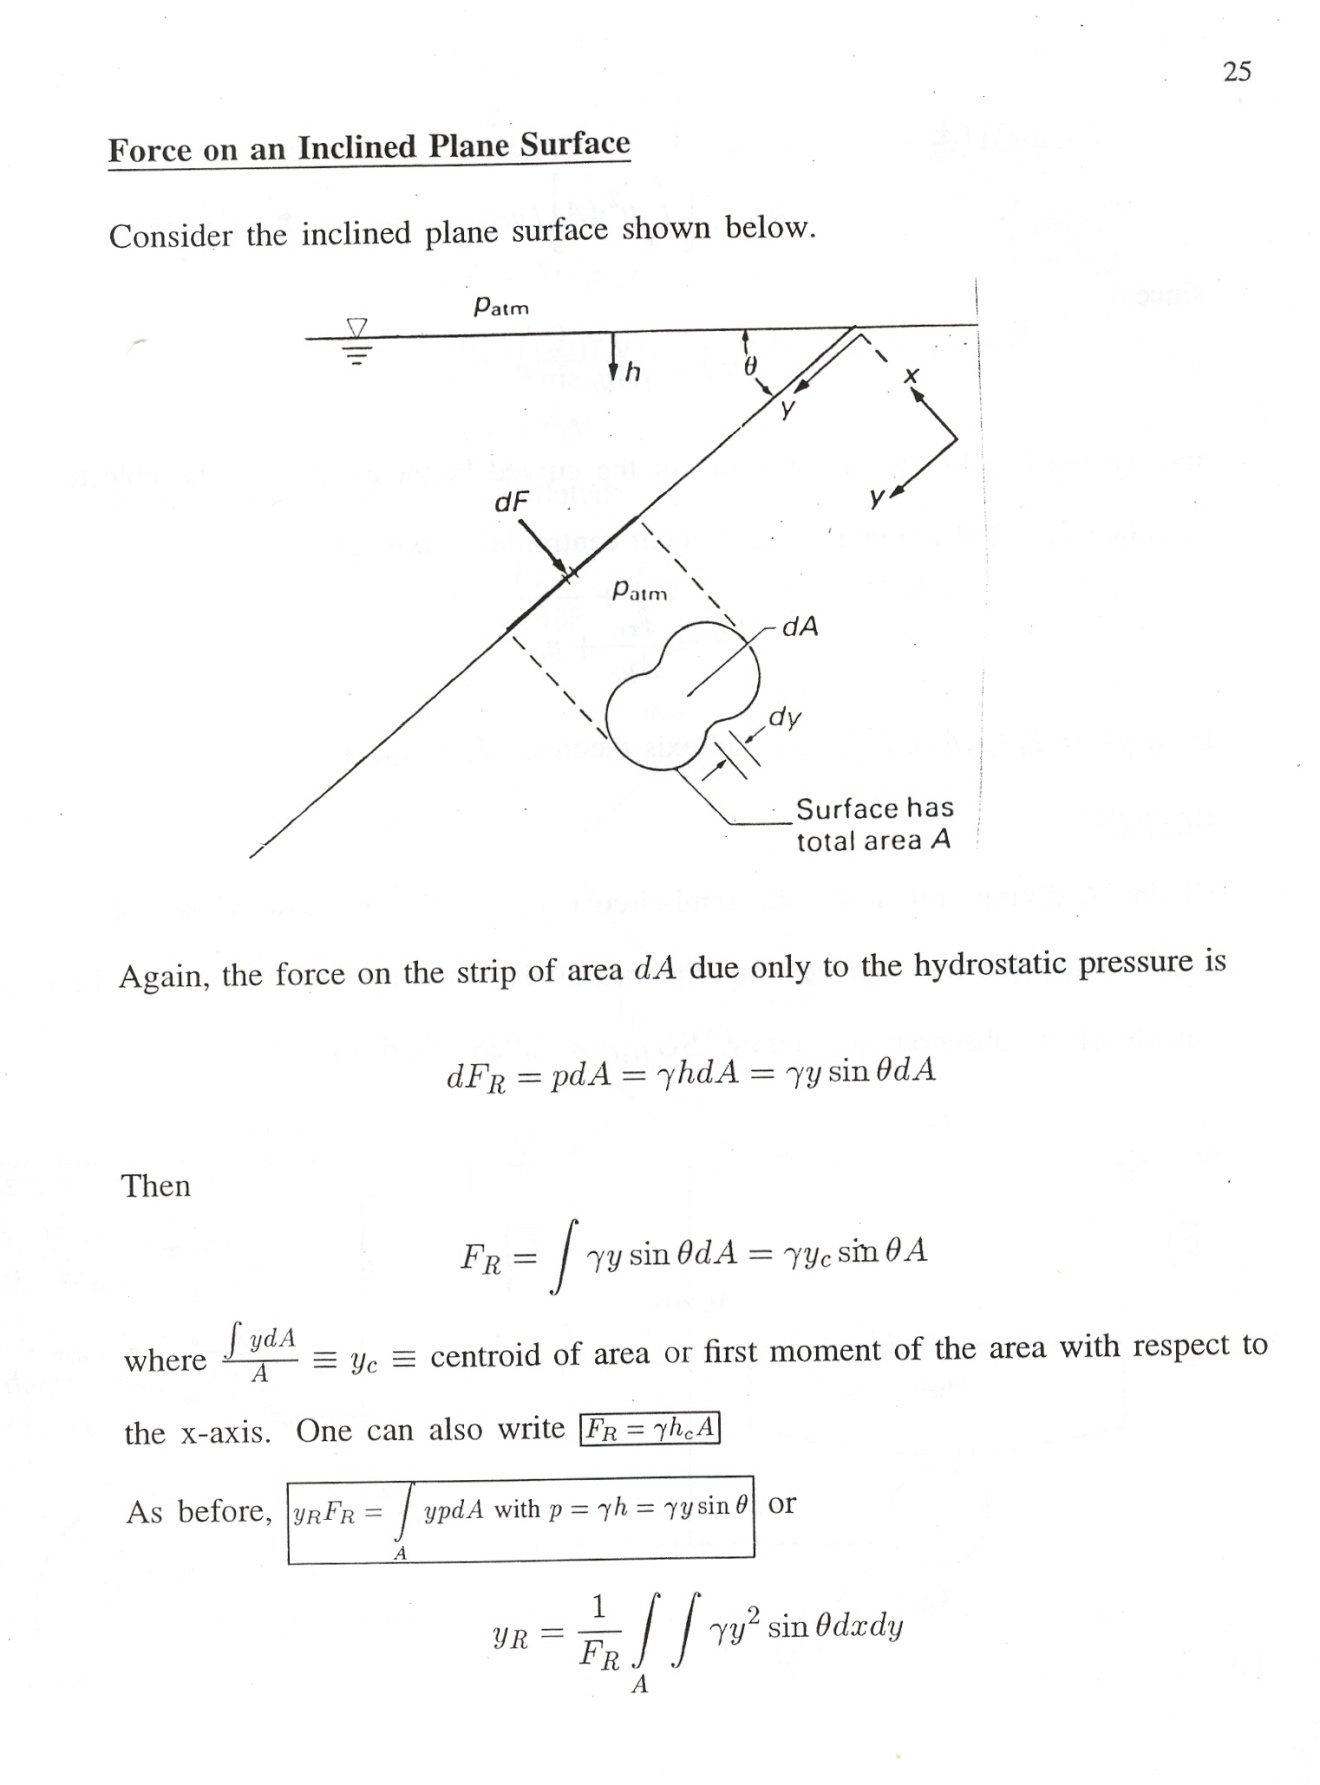 25
Force on an Inclined Plane Surface
Consider the inclined plane surface shown below.
patm
h
θ
y
x
y
dF
patm
dA
dy
Surface has
total area A
Again, the force on the strip of area dA due only to the hydrostatic pressure is
dF_R = pdA = γhdA = γy sin θdA
Then
F_R = ∫ γy sin θdA = γy_c sin θA
where ∫ydA/A ≡ y_c ≡ centroid of area or first moment of the area with respect to
the x-axis. One can also write F_R = γh_cA
As before, y_RF_R = ∫_A ypdA with p = γh = γy sin θ or
y_R = 1/F_R ∫_A ∫ γy² sin θdxdy